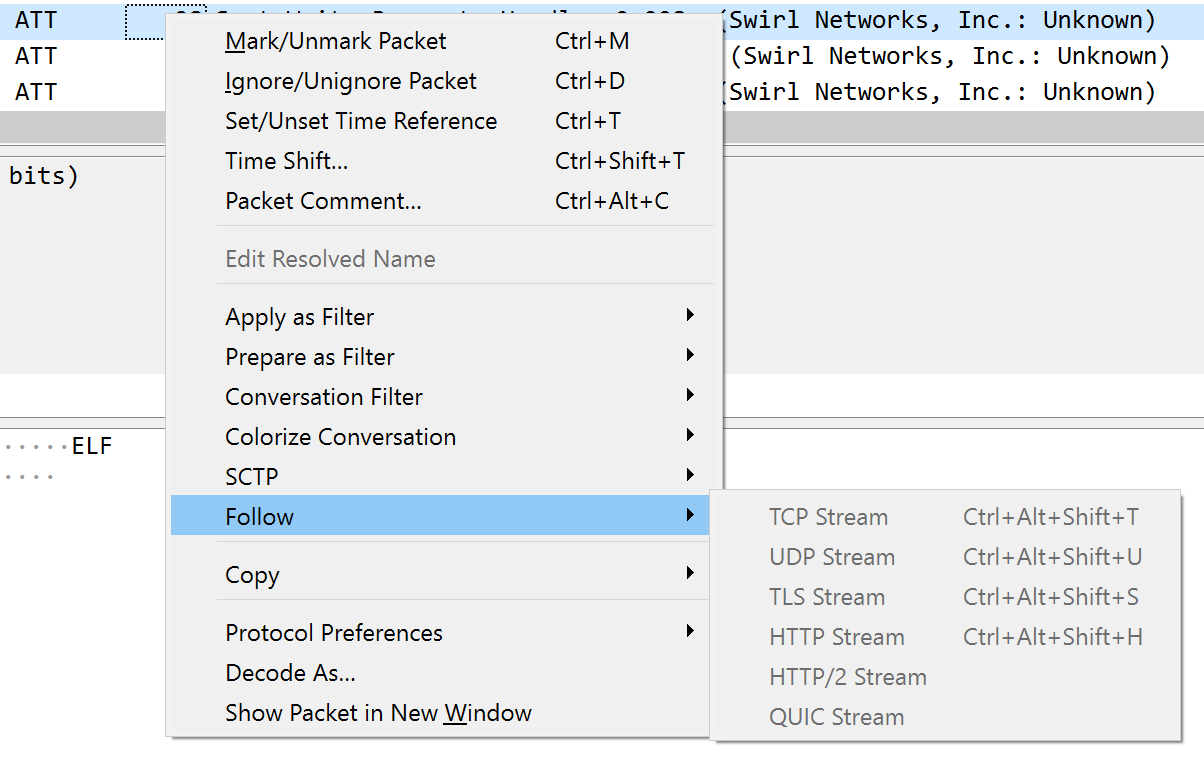 ATT (Swirl Networks, Inc.: Unknown)
ATT (Swirl Networks, Inc.: Unknown)
ATT (Swirl Networks, Inc.: Unknown)
bits)
·····ELF
····
Mark/Unmark Packet Ctrl+M
Ignore/Unignore Packet Ctrl+D
Set/Unset Time Reference Ctrl+T
Time Shift... Ctrl+Shift+T
Packet Comment... Ctrl+Alt+C
Edit Resolved Name
Apply as Filter
Prepare as Filter
Conversation Filter
Colorize Conversation
SCTP
Follow
Copy
Protocol Preferences
Decode As...
Show Packet in New Window
TCP Stream Ctrl+Alt+Shift+T
UDP Stream Ctrl+Alt+Shift+U
TLS Stream Ctrl+Alt+Shift+S
HTTP Stream Ctrl+Alt+Shift+H
HTTP/2 Stream
QUIC Stream